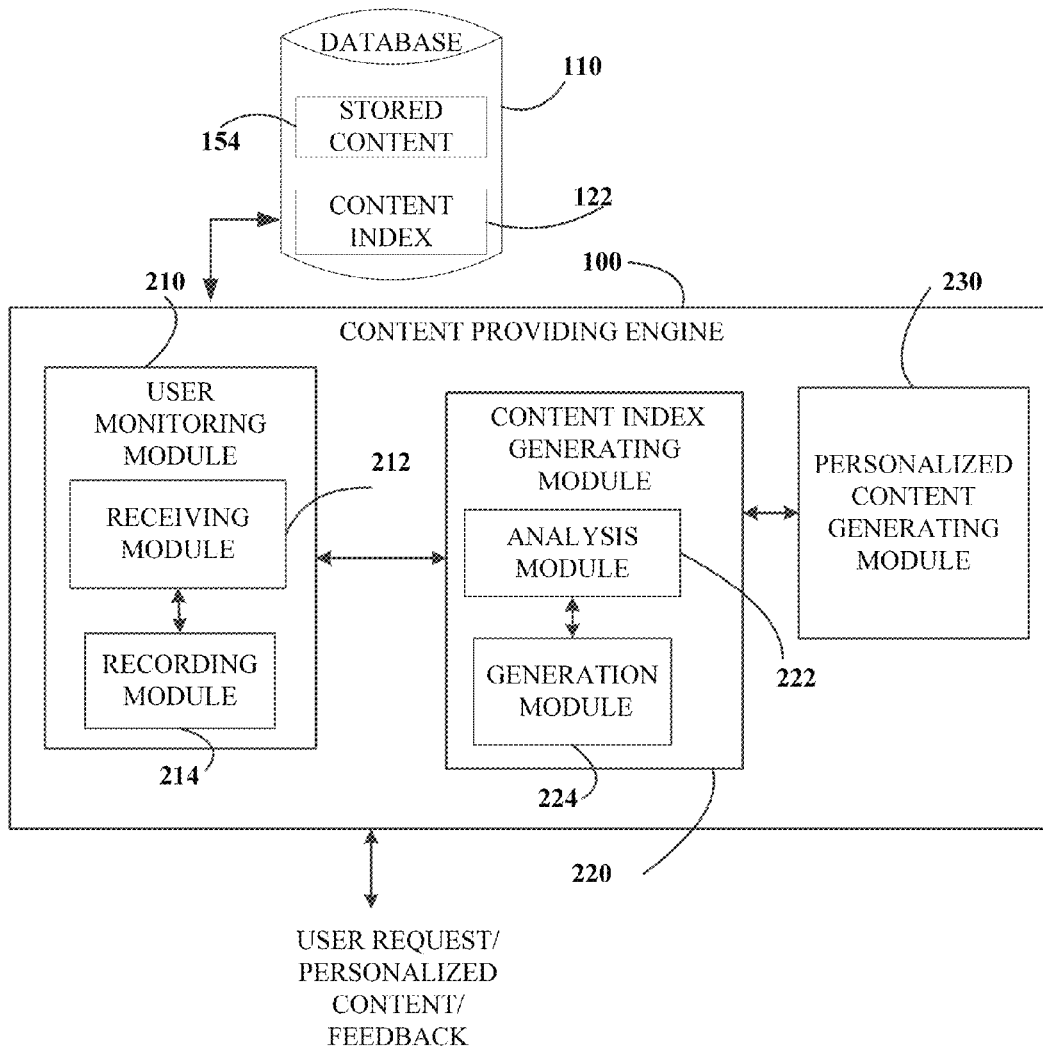 DATABASE
110
STORED
CONTENT
154
CONTENT
INDEX
122
100
210
230
CONTENT PROVIDING ENGINE
USER
MONITORING
MODULE
212
RECEIVING
MODULE
RECORDING
MODULE
214
CONTENT INDEX
GENERATING
MODULE
ANALYSIS
MODULE
222
GENERATION
MODULE
224
220
PERSONALIZED
CONTENT
GENERATING
MODULE
USER REQUEST/
PERSONALIZED
CONTENT/
FEEDBACK